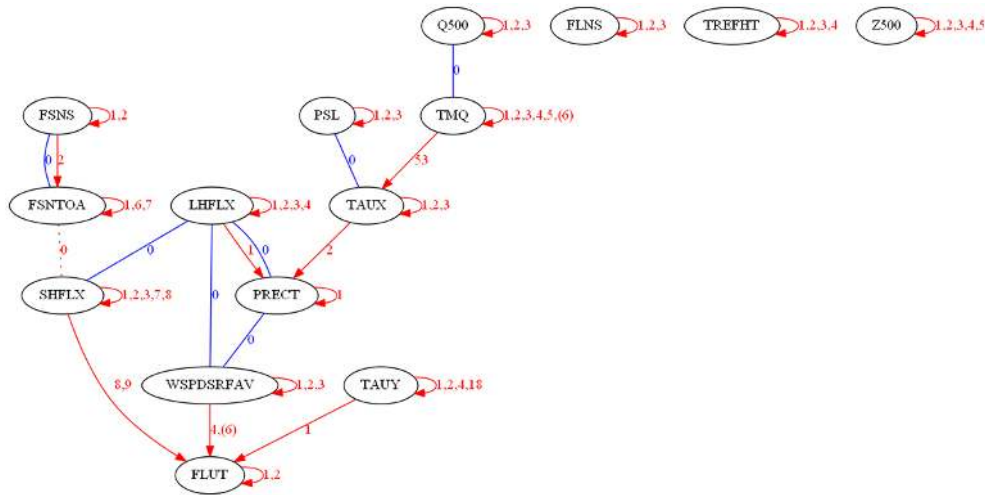 Q500
1,2,3
FLNS
1,2,3
TREFHT
1,2,3,4
Z500
1,2,3,4,5
0
FSNS
1,2
PSL
1,2,3
TMQ
1,2,3,4,5,(6)
0
2
0
53
FSNTOA
1,6,7
LHFLX
1,2,3,4
TAUX
1,2,3
0
0
1
0
2
SHFLX
1,2,3,7,8
0
PRECT
1
0
8,9
WSPDSRFAV
1,2,3
TAUY
1,2,4,18
4,(6)
1
FLUT
1,2